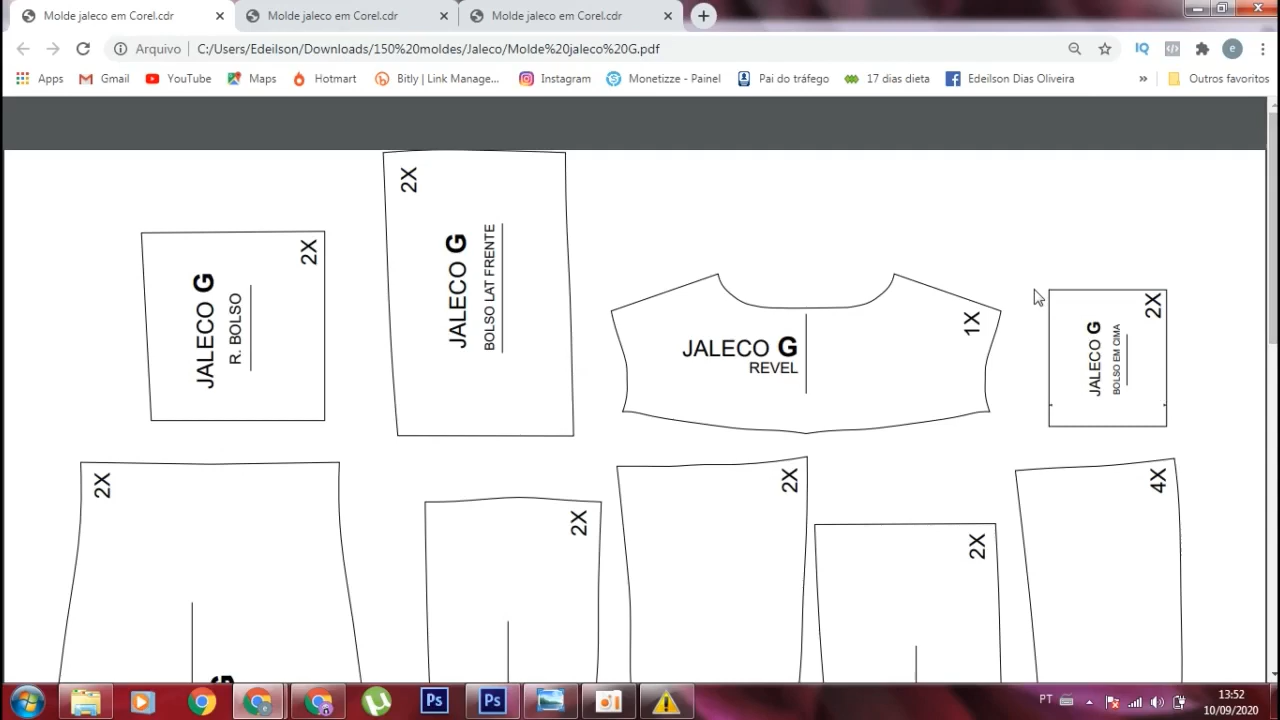 Molde jaleco em Corel.cdr
Molde jaleco em Corel.cdr
Molde jaleco em Corel.cdr
Arquivo
C:/Users/Edeilson/Downloads/150%20moldes/Jaleco/Molde%20jaleco%20G.pdf
IQ
e
Apps
Gmail
YouTube
Maps
Hotmart
Bitly | Link Manage...
Instagram
Monetizze - Painel
Pai do tráfego
17 dias dieta
Edeilson Dias Oliveira
»
Outros favoritos
2X
JALECO G
R. BOLSO
2X
JALECO G
BOLSO LAT FRENTE
1X
JALECO G
REVEL
2X
JALECO G
BOLSO EM CIMA
2X
2X
2X
2X
4X
Ps
Ps
PT
13:52
10/09/2020